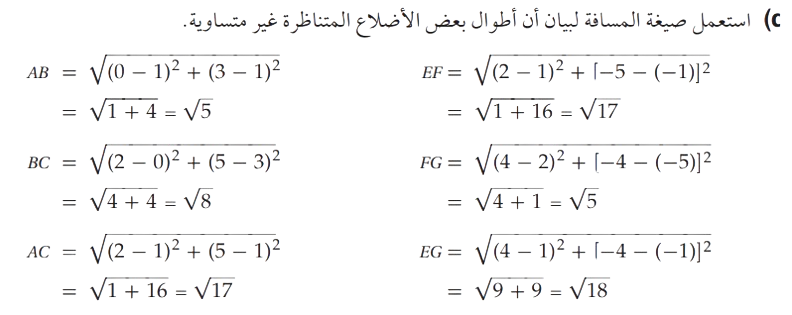 c) استعمل صيغة المسافة لبيان أن أطوال بعض الأضلاع المتناظرة غير متساوية.
AB = √(0 − 1)² + (3 − 1)²
= √1 + 4 = √5
BC = √(2 − 0)² + (5 − 3)²
= √4 + 4 = √8
AC = √(2 − 1)² + (5 − 1)²
= √1 + 16 = √17
EF = √(2 − 1)² + [−5 − (−1)]²
= √1 + 16 = √17
FG = √(4 − 2)² + [−4 − (−5)]²
= √4 + 1 = √5
EG = √(4 − 1)² + [−4 − (−1)]²
= √9 + 9 = √18